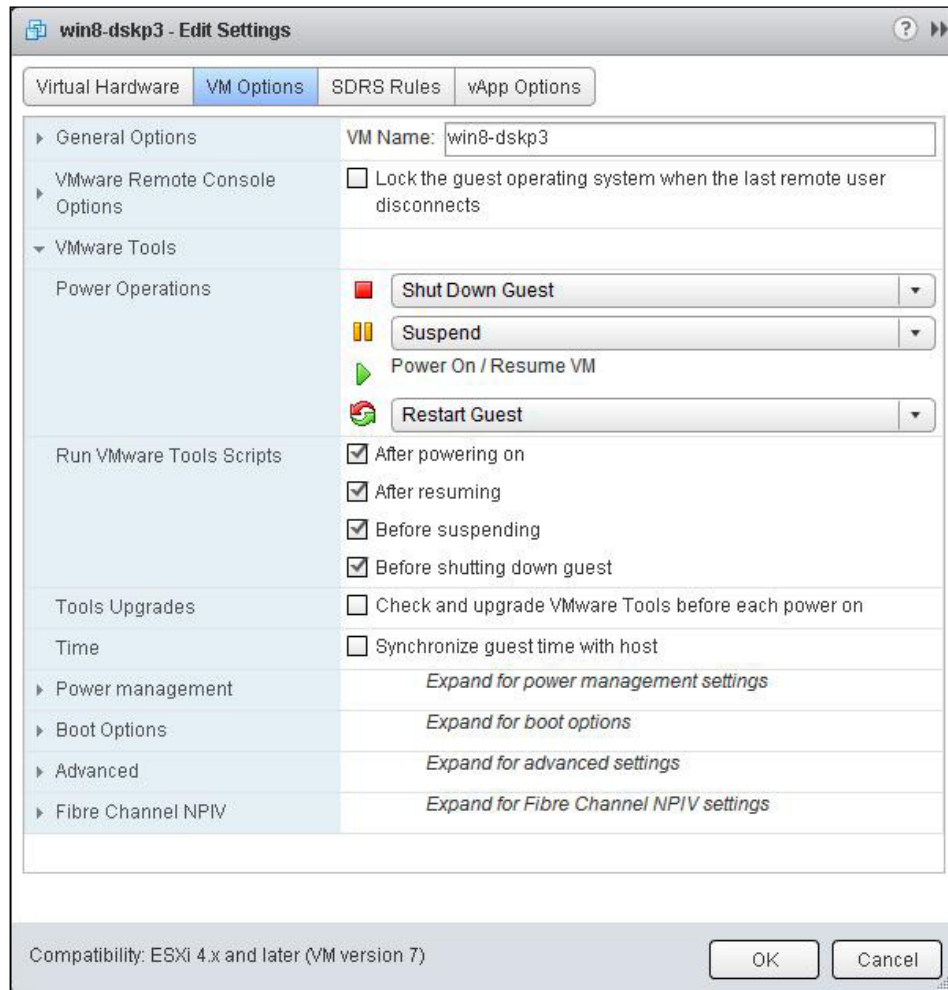 win8-dskp3 - Edit Settings ?
Virtual Hardware VM Options SDRS Rules vApp Options
General Options VM Name: win8-dskp3
VMware Remote Console Options Lock the guest operating system when the last remote user
disconnects
VMware Tools
Power Operations Shut Down Guest
Suspend
Power On / Resume VM
Restart Guest
Run VMware Tools Scripts After powering on
After resuming
Before suspending
Before shutting down guest
Tools Upgrades Check and upgrade VMware Tools before each power on
Time Synchronize guest time with host
Power management Expand for power management settings
Boot Options Expand for boot options
Advanced Expand for advanced settings
Fibre Channel NPIV Expand for Fibre Channel NPIV settings
Compatibility: ESXi 4.x and later (VM version 7) OK Cancel